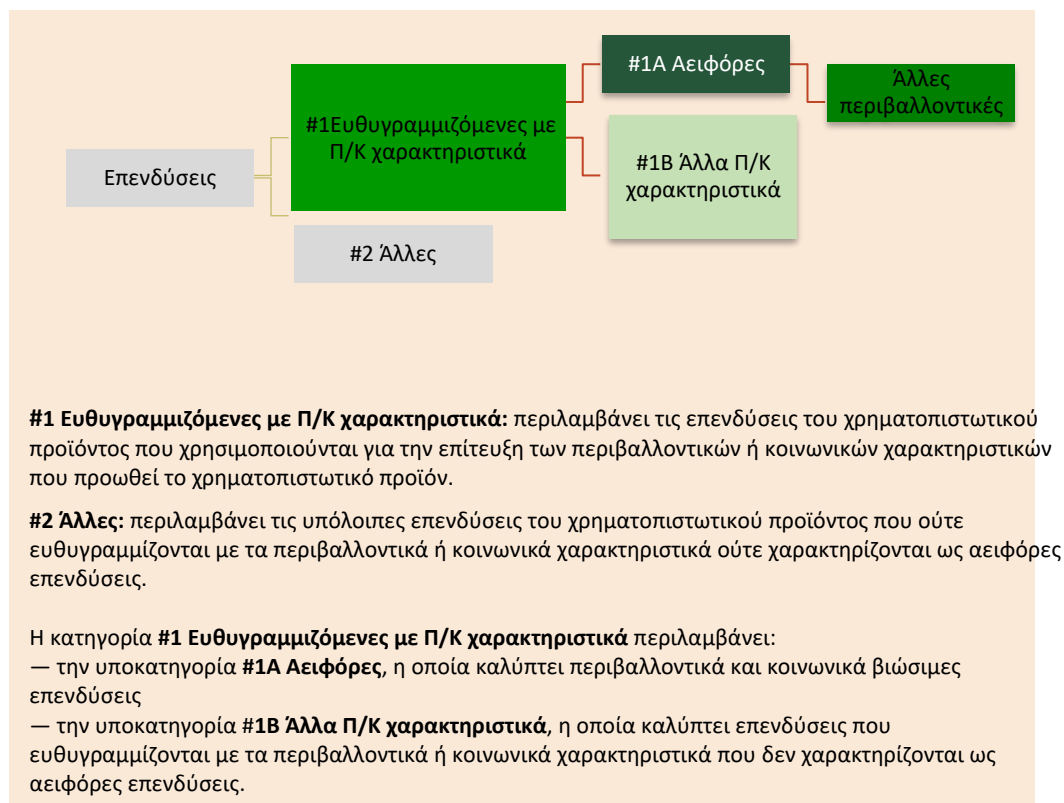 #1Α Αειφόρες
Άλλες
περιβαλλοντικές
#1Ευθυγραμμιζόμενες με
Π/Κ χαρακτηριστικά
#1Β Άλλα Π/Κ
χαρακτηριστικά
Επενδύσεις
#2 Άλλες
#1 Ευθυγραμμιζόμενες με Π/Κ χαρακτηριστικά: περιλαμβάνει τις επενδύσεις του χρηματοπιστωτικού
προϊόντος που χρησιμοποιούνται για την επίτευξη των περιβαλλοντικών ή κοινωνικών χαρακτηριστικών
που προωθεί το χρηματοπιστωτικό προϊόν.
#2 Άλλες: περιλαμβάνει τις υπόλοιπες επενδύσεις του χρηματοπιστωτικού προϊόντος που ούτε
ευθυγραμμίζονται με τα περιβαλλοντικά ή κοινωνικά χαρακτηριστικά ούτε χαρακτηρίζονται ως αειφόρες
επενδύσεις.
Η κατηγορία #1 Ευθυγραμμιζόμενες με Π/Κ χαρακτηριστικά περιλαμβάνει:
— την υποκατηγορία #1Α Αειφόρες, η οποία καλύπτει περιβαλλοντικά και κοινωνικά βιώσιμες
επενδύσεις
— την υποκατηγορία #1Β Άλλα Π/Κ χαρακτηριστικά, η οποία καλύπτει επενδύσεις που
ευθυγραμμίζονται με τα περιβαλλοντικά ή κοινωνικά χαρακτηριστικά που δεν χαρακτηρίζονται ως
αειφόρες επενδύσεις.